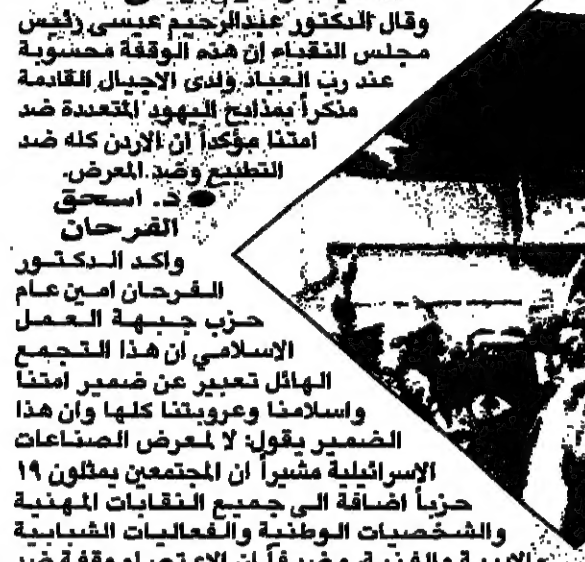 وقال الدكتور عبدالرحيم عيسى رئيس
مجلس النقباء إن هذه الوقفة محسوبة
عند رب العباد ولدى الاجيال القادمة
مذكراً بمذابح اليهود المتعددة ضد
امتنا مؤكداً ان الاردن كله ضد
التطبيع وضد المعرض.
● د. اسحق
الفرحان
واكد الدكتور
الفرحان امين عام
حزب جبهة العمل
الاسلامي ان هذا التجمع
الهائل تعبير عن ضمير امتنا
واسلامنا وعروبتنا كلها وان هذا
الضمير يقول: لا لمعرض الصناعات
الإسرائيلية مشيراً ان المجتمعين يمثلون ١٩
حزباً اضافة الى جميع النقابات المهنية
والشخصيات الوطنية والفعاليات الشبابية